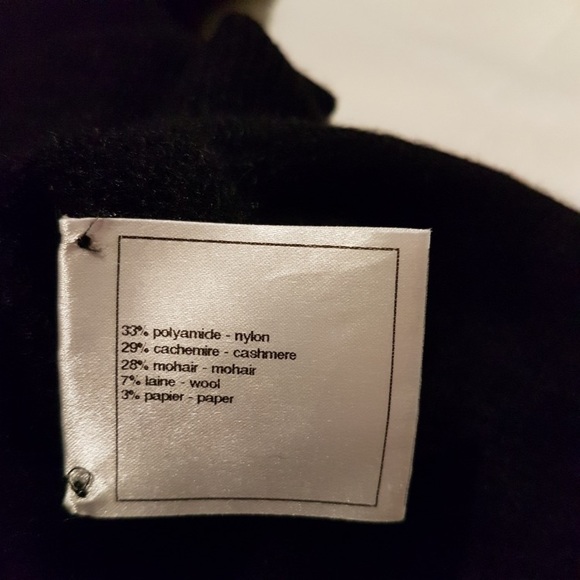 33% polyamide - nylon
29% cachemire - cashmere
28% mohair - mohair
7% laine - wool
3% papier - paper